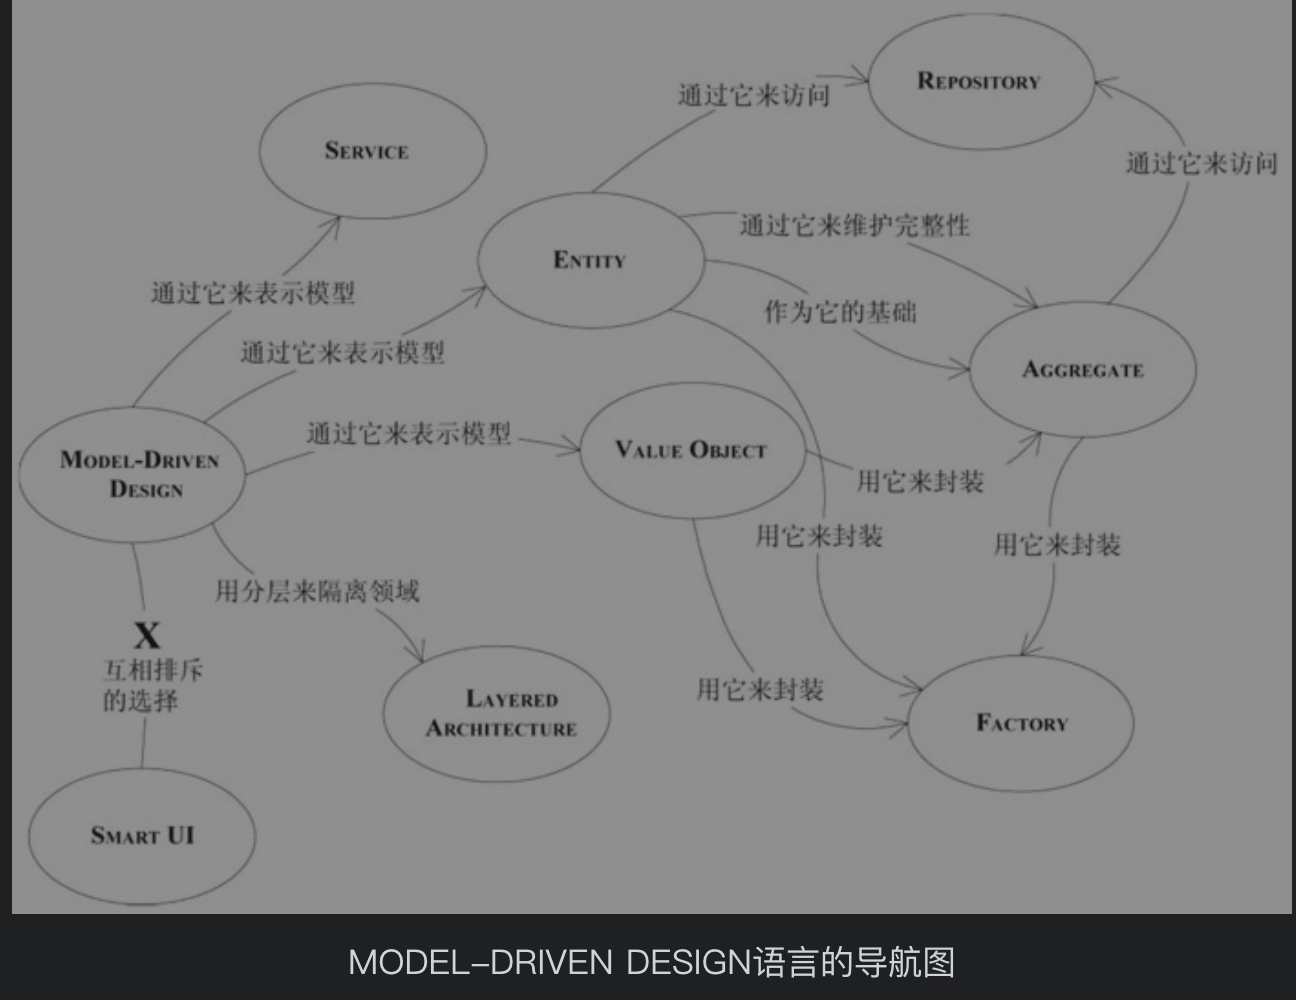 REPOSITORY
通过它来访问
SERVICE
通过它来访问
通过它来维护完整性
ENTITY
通过它来表示模型
作为它的基础
通过它来表示模型
AGGREGATE
通过它来表示模型
VALUE OBJECT
MODEL-DRIVEN
DESIGN
用它来封装
用它来封装
用它来封装
用分层来隔离领域
X
互相排斥
的选择
用它来封装
LAYERED
ARCHITECTURE
FACTORY
SMART UI
MODEL-DRIVEN DESIGN语言的导航图